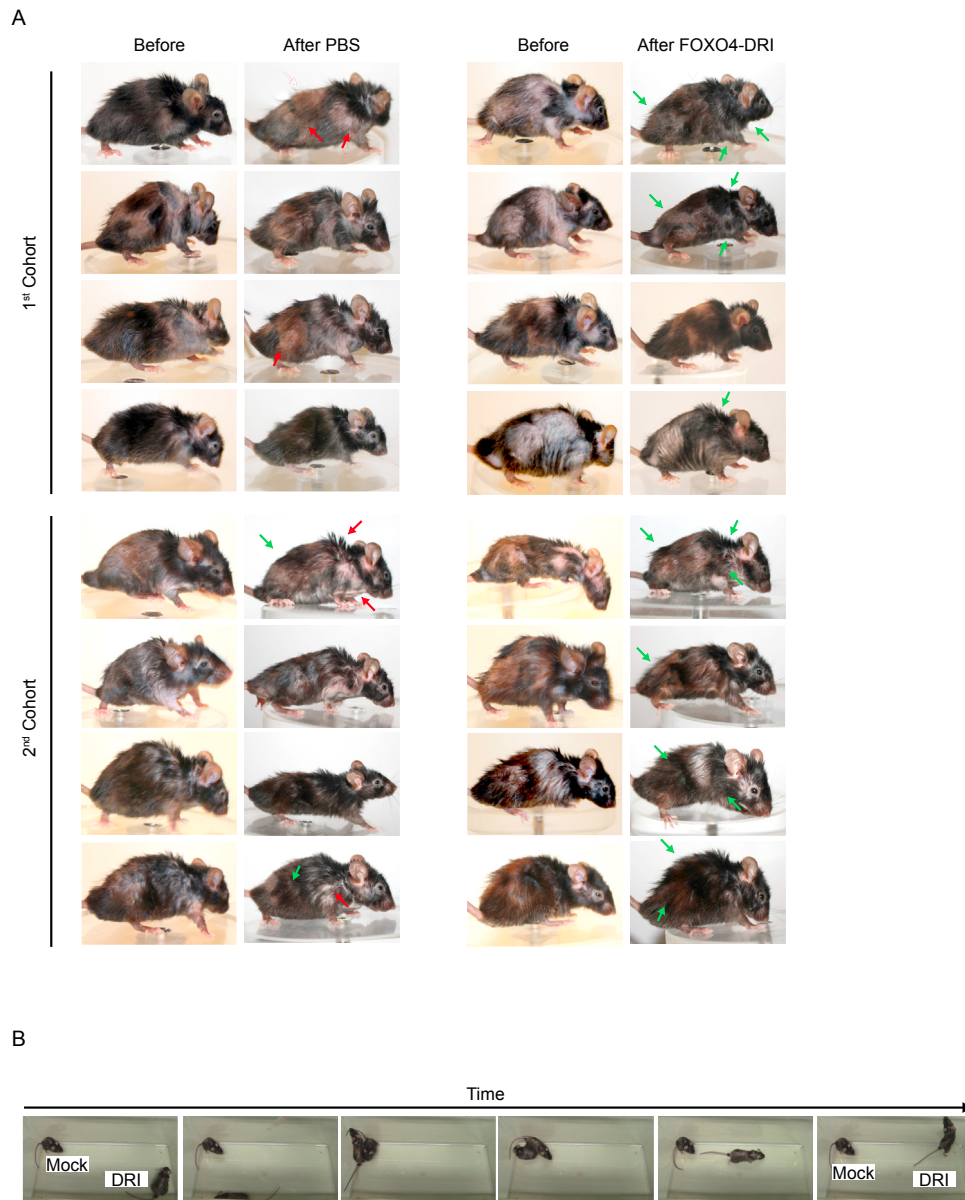 A
Before
After PBS
Before
After FOXO4-DRI
1st Cohort
2nd Cohort
B
Time
Mock
DRI
Mock
DRI